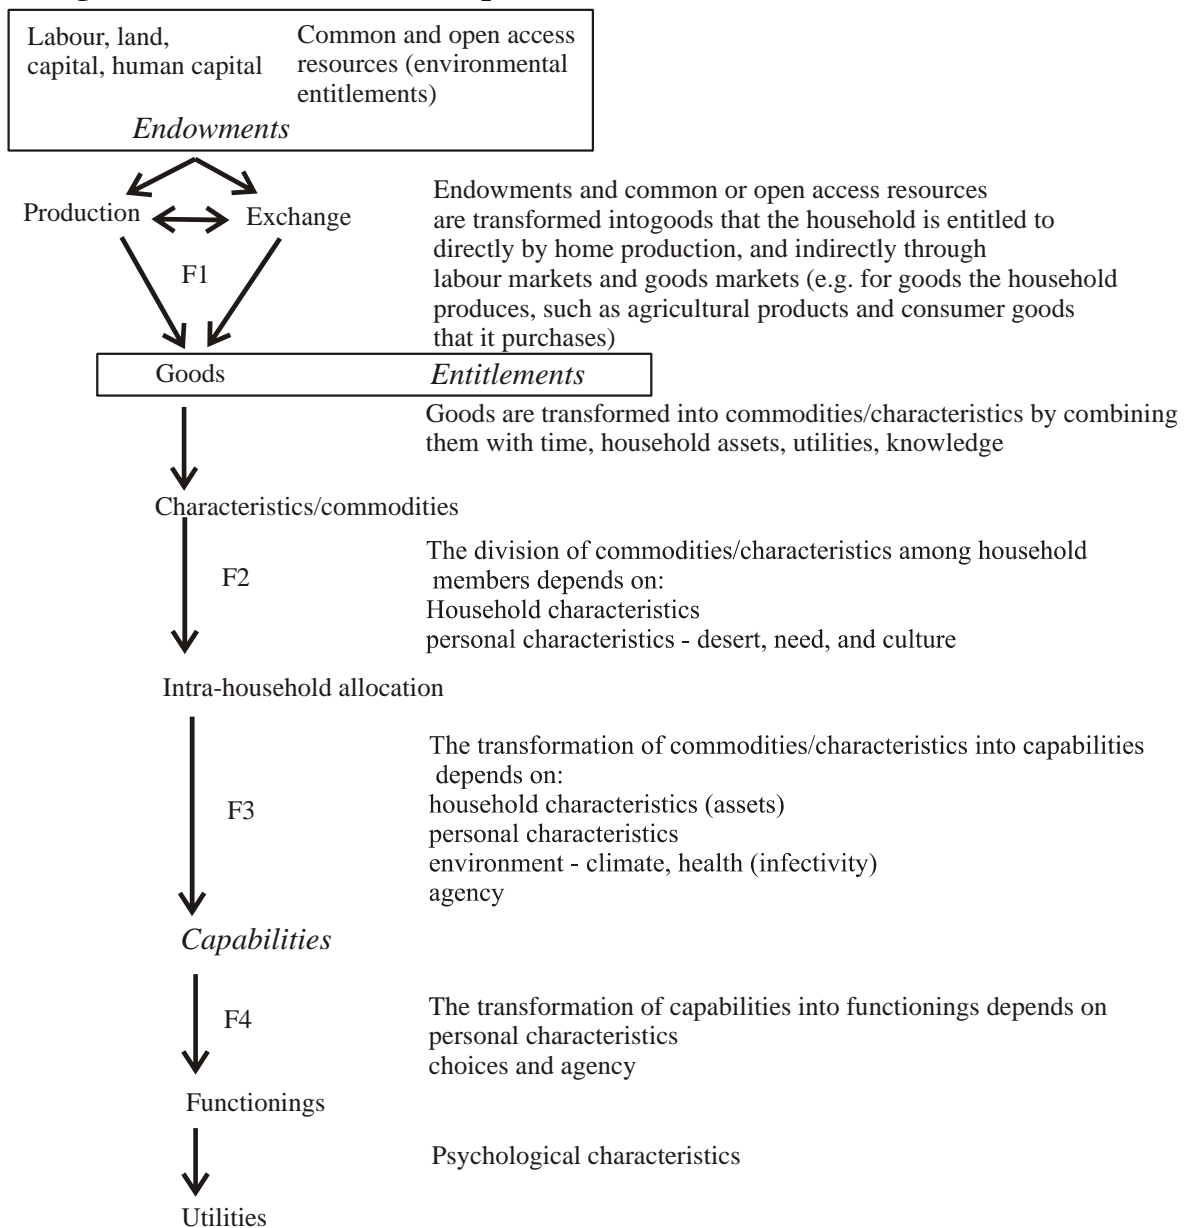 Labour, land,
capital, human capital
Common and open access
resources (environmental
entitlements)
Endowments
Production
Exchange
F1
Endowments and common or open access resources
are transformed intogoods that the household is entitled to
directly by home production, and indirectly through
labour markets and goods markets (e.g. for goods the household
produces, such as agricultural products and consumer goods
that it purchases)
Goods
Entitlements
Goods are transformed into commodities/characteristics by combining
them with time, household assets, utilities, knowledge
Characteristics/commodities
F2
The division of commodities/characteristics among household
members depends on:
Household characteristics
personal characteristics - desert, need, and culture
Intra-household allocation
F3
The transformation of commodities/characteristics into capabilities
depends on:
household characteristics (assets)
personal characteristics
environment - climate, health (infectivity)
agency
Capabilities
F4
The transformation of capabilities into functionings depends on
personal characteristics
choices and agency
Functionings
Psychological characteristics
Utilities